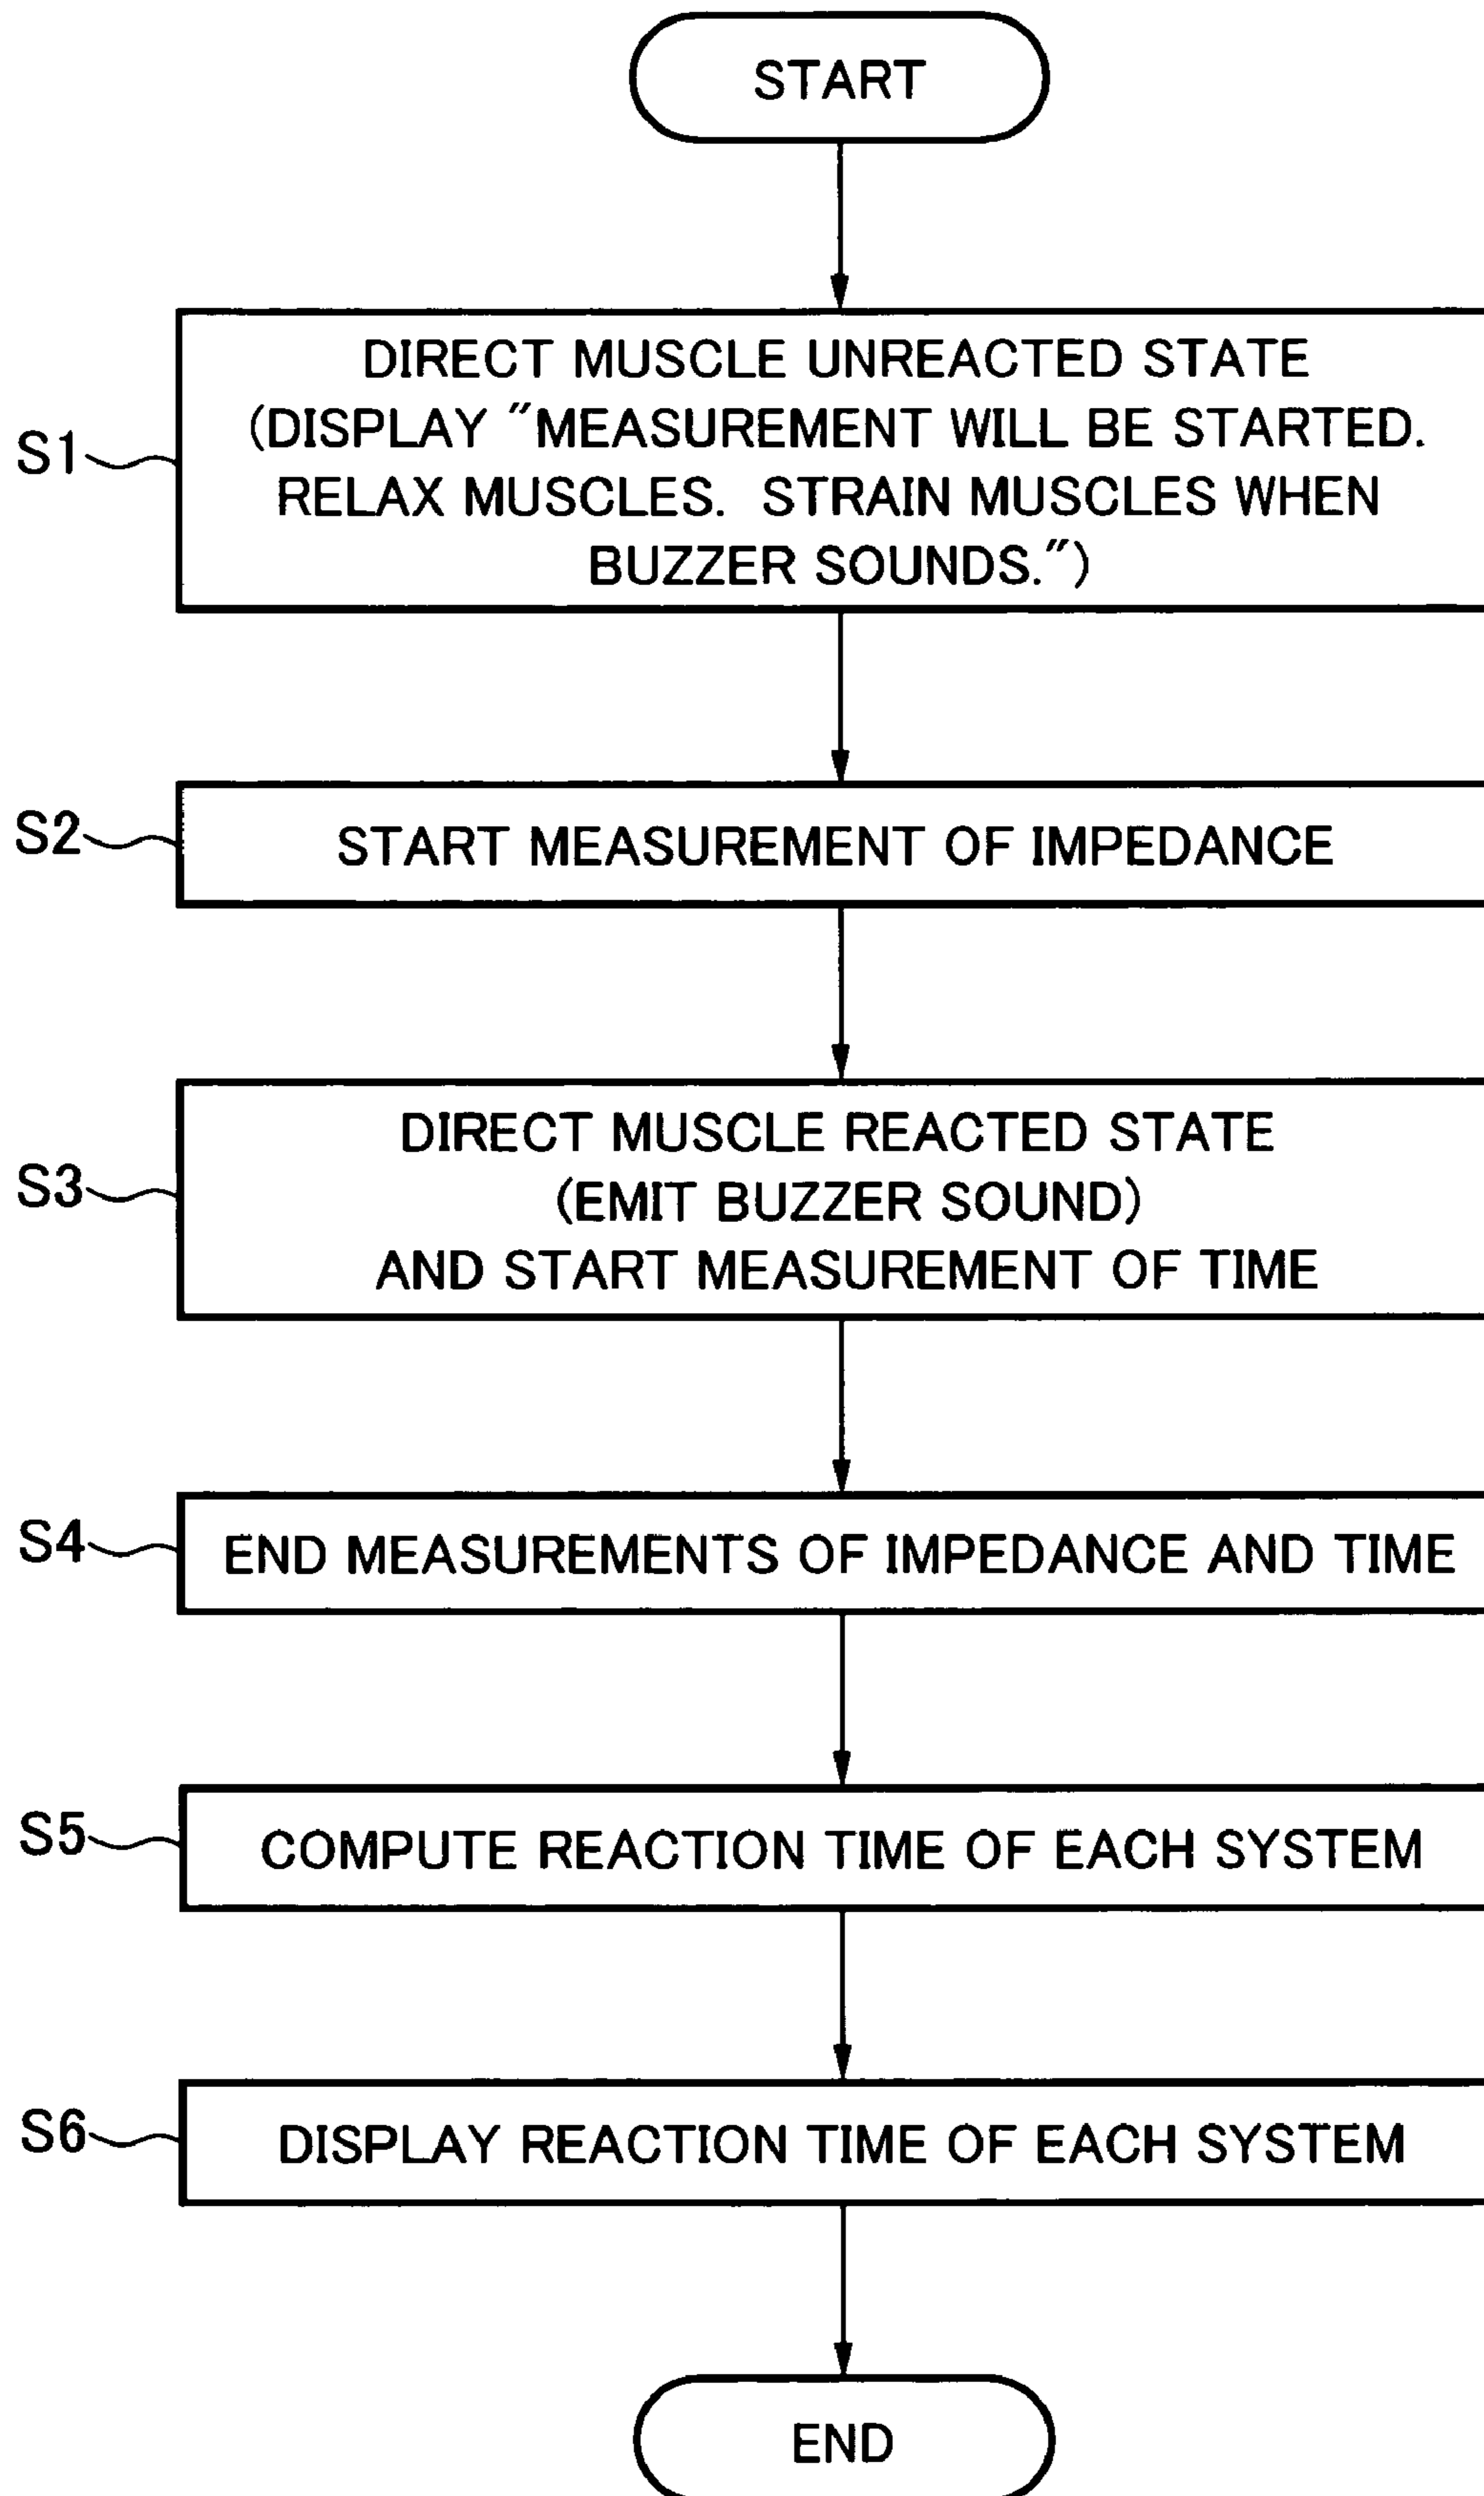 START
DIRECT MUSCLE UNREACTED STATE
(DISPLAY "MEASUREMENT WILL BE STARTED.
S1
RELAX MUSCLES. STRAIN MUSCLES WHEN
BUZZER SOUNDS.")
S2
START MEASUREMENT OF IMPEDANCE
DIRECT MUSCLE REACTED STATE
S3
(EMIT BUZZER SOUND)
AND START MEASUREMENT OF TIME
S4
END MEASUREMENTS OF IMPEDANCE AND TIME
S5
COMPUTE REACTION TIME OF EACH SYSTEM
S6
DISPLAY REACTION TIME OF EACH SYSTEM
END